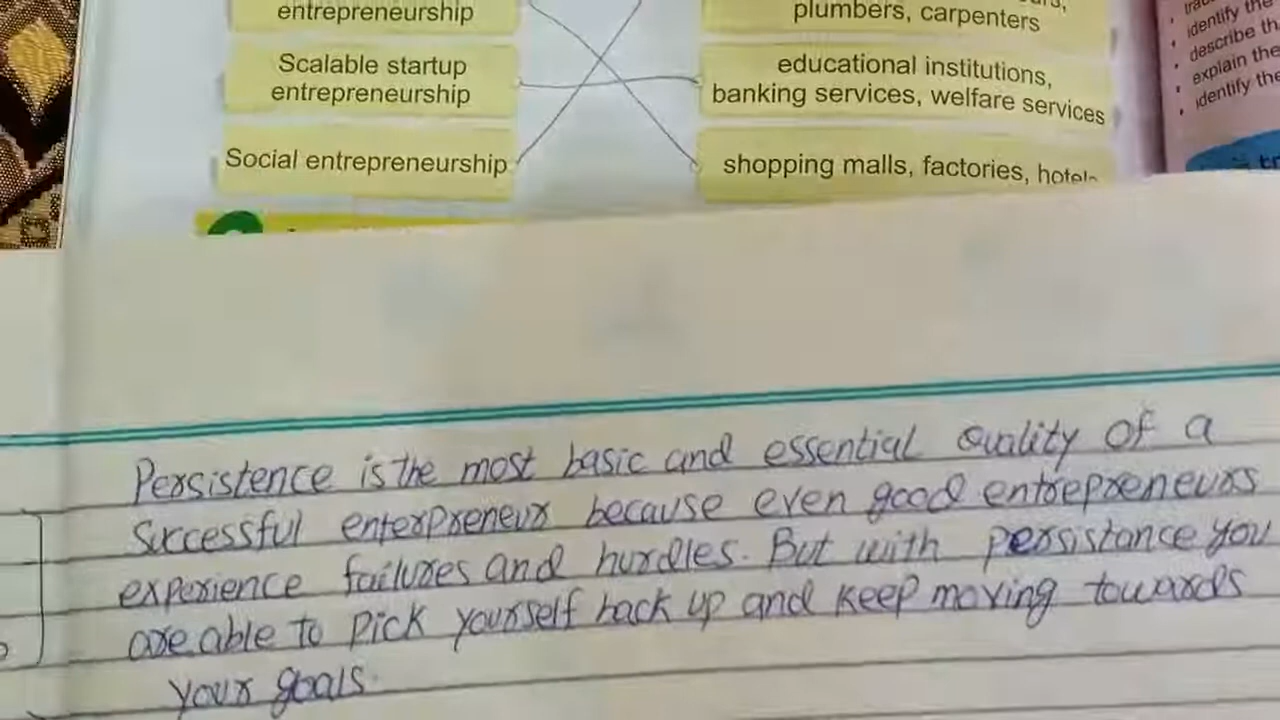 entrepreneurship
plumbers, carpenters
Scalable startup
entrepreneurship
educational institutions,
banking services, welfare services
Social entrepreneurship
shopping malls, factories, hotels
identify the
describe th
explain the
identify the
Persistence is the most basic and essential quality of a
Successful enterpreneur because even good entrepreneurs
experience failures and hurdles. But with persistance you
are able to pick yourself back up and keep moving towards
your goals.